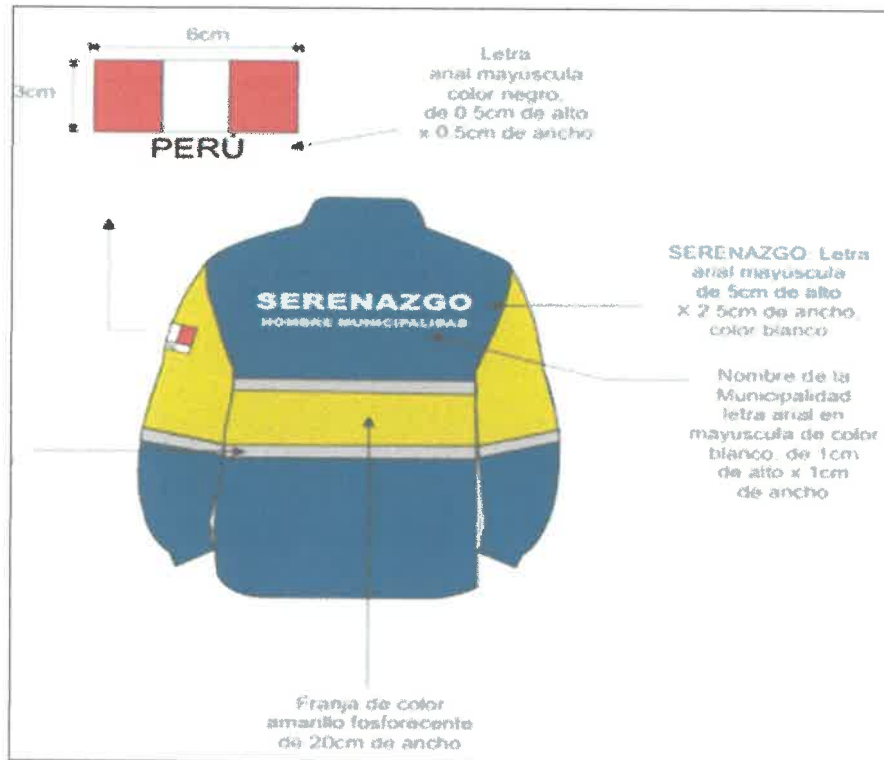 6cm
3cm
PERÚ
Letra
arial mayuscula
color negro,
de 0.5cm de alto
x 0.5cm de ancho
SERENAZGO
NOMBRE MUNICIPALIDAD
SERENAZGO: Letra
arial mayuscula
de 5cm de alto
X 2.5cm de ancho,
color blanco
Nombre de la
Municipalidad
letra arial en
mayuscula de color
blanco, de 1cm
de alto x 1cm
de ancho
Franja de color
amarillo fosforecente
de 20cm de ancho